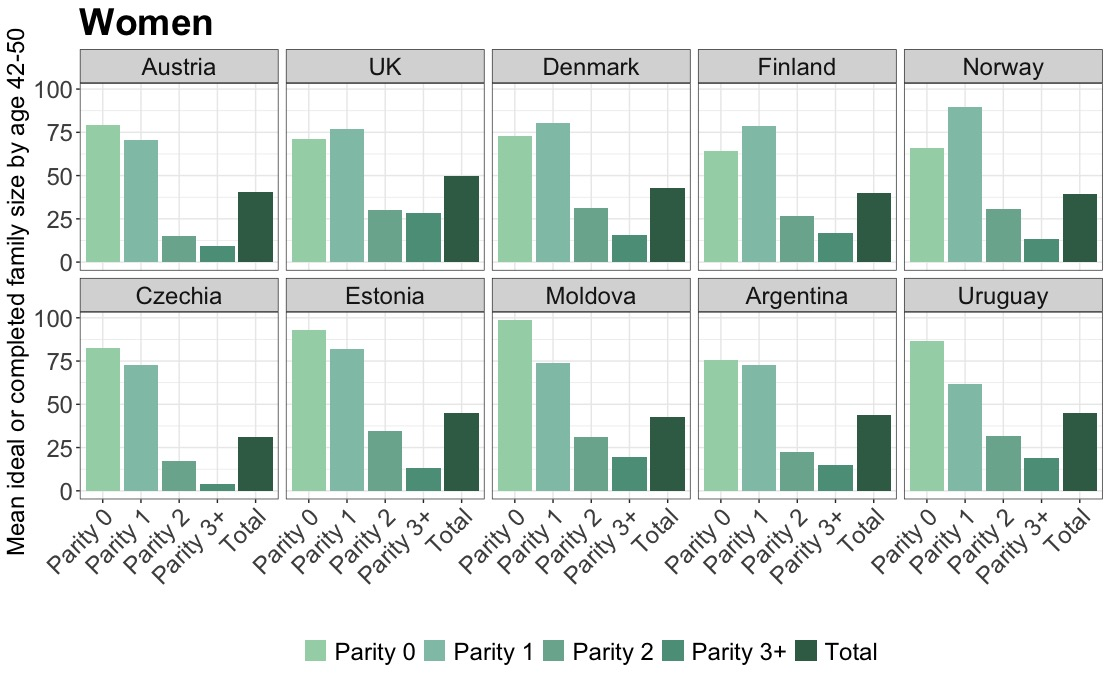 Women
Mean ideal or completed family size by age 42-50
Austria UK Denmark Finland Norway
100
75
50
25
0
Czechia Estonia Moldova Argentina Uruguay
100
75
50
25
0
Parity 0 Parity 1 Parity 2 Parity 3+ Total Parity 0 Parity 1 Parity 2 Parity 3+ Total Parity 0 Parity 1 Parity 2 Parity 3+ Total Parity 0 Parity 1 Parity 2 Parity 3+ Total Parity 0 Parity 1 Parity 2 Parity 3+ Total
Parity 0 Parity 1 Parity 2 Parity 3+ Total